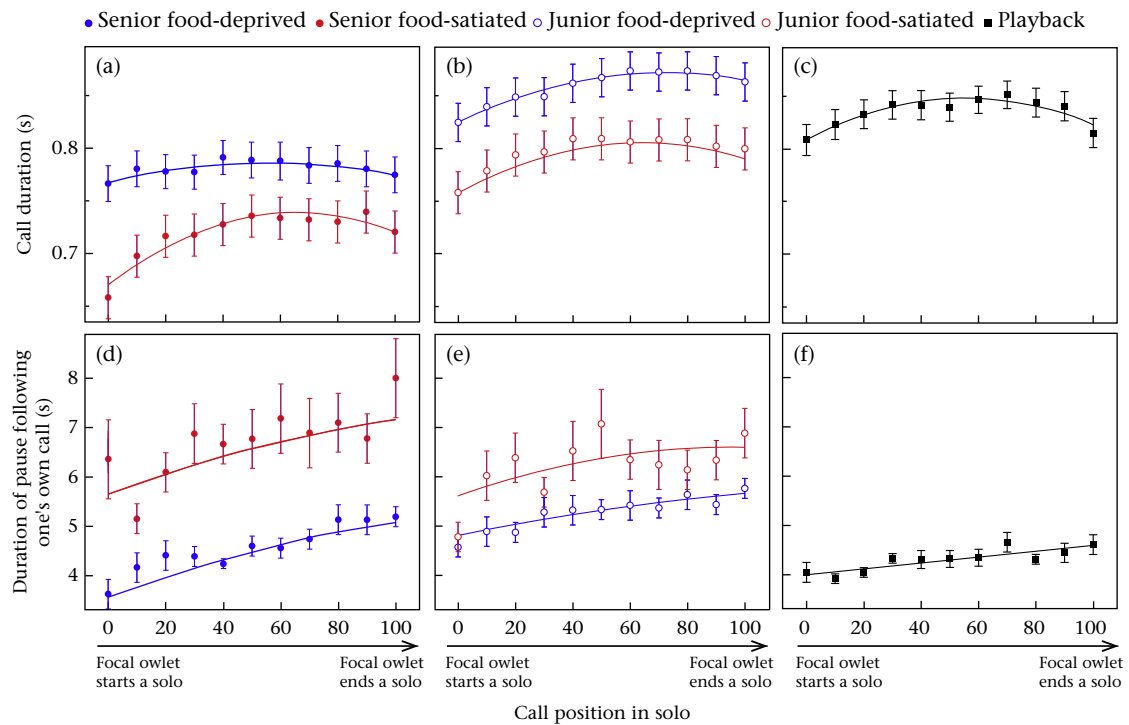 Senior food-deprived Senior food-satiated Junior food-deprived Junior food-satiated Playback
(a) (b) (c)
Call duration (s)
0.8
0.7
(d) (e) (f)
Duration of pause following
one's own call (s)
8
7
6
5
4
0 20 40 60 80 100 0 20 40 60 80 100 0 20 40 60 80 100
Focal owlet Focal owlet Focal owlet Focal owlet Focal owlet Focal owlet
starts a solo ends a solo starts a solo ends a solo starts a solo ends a solo
Call position in solo